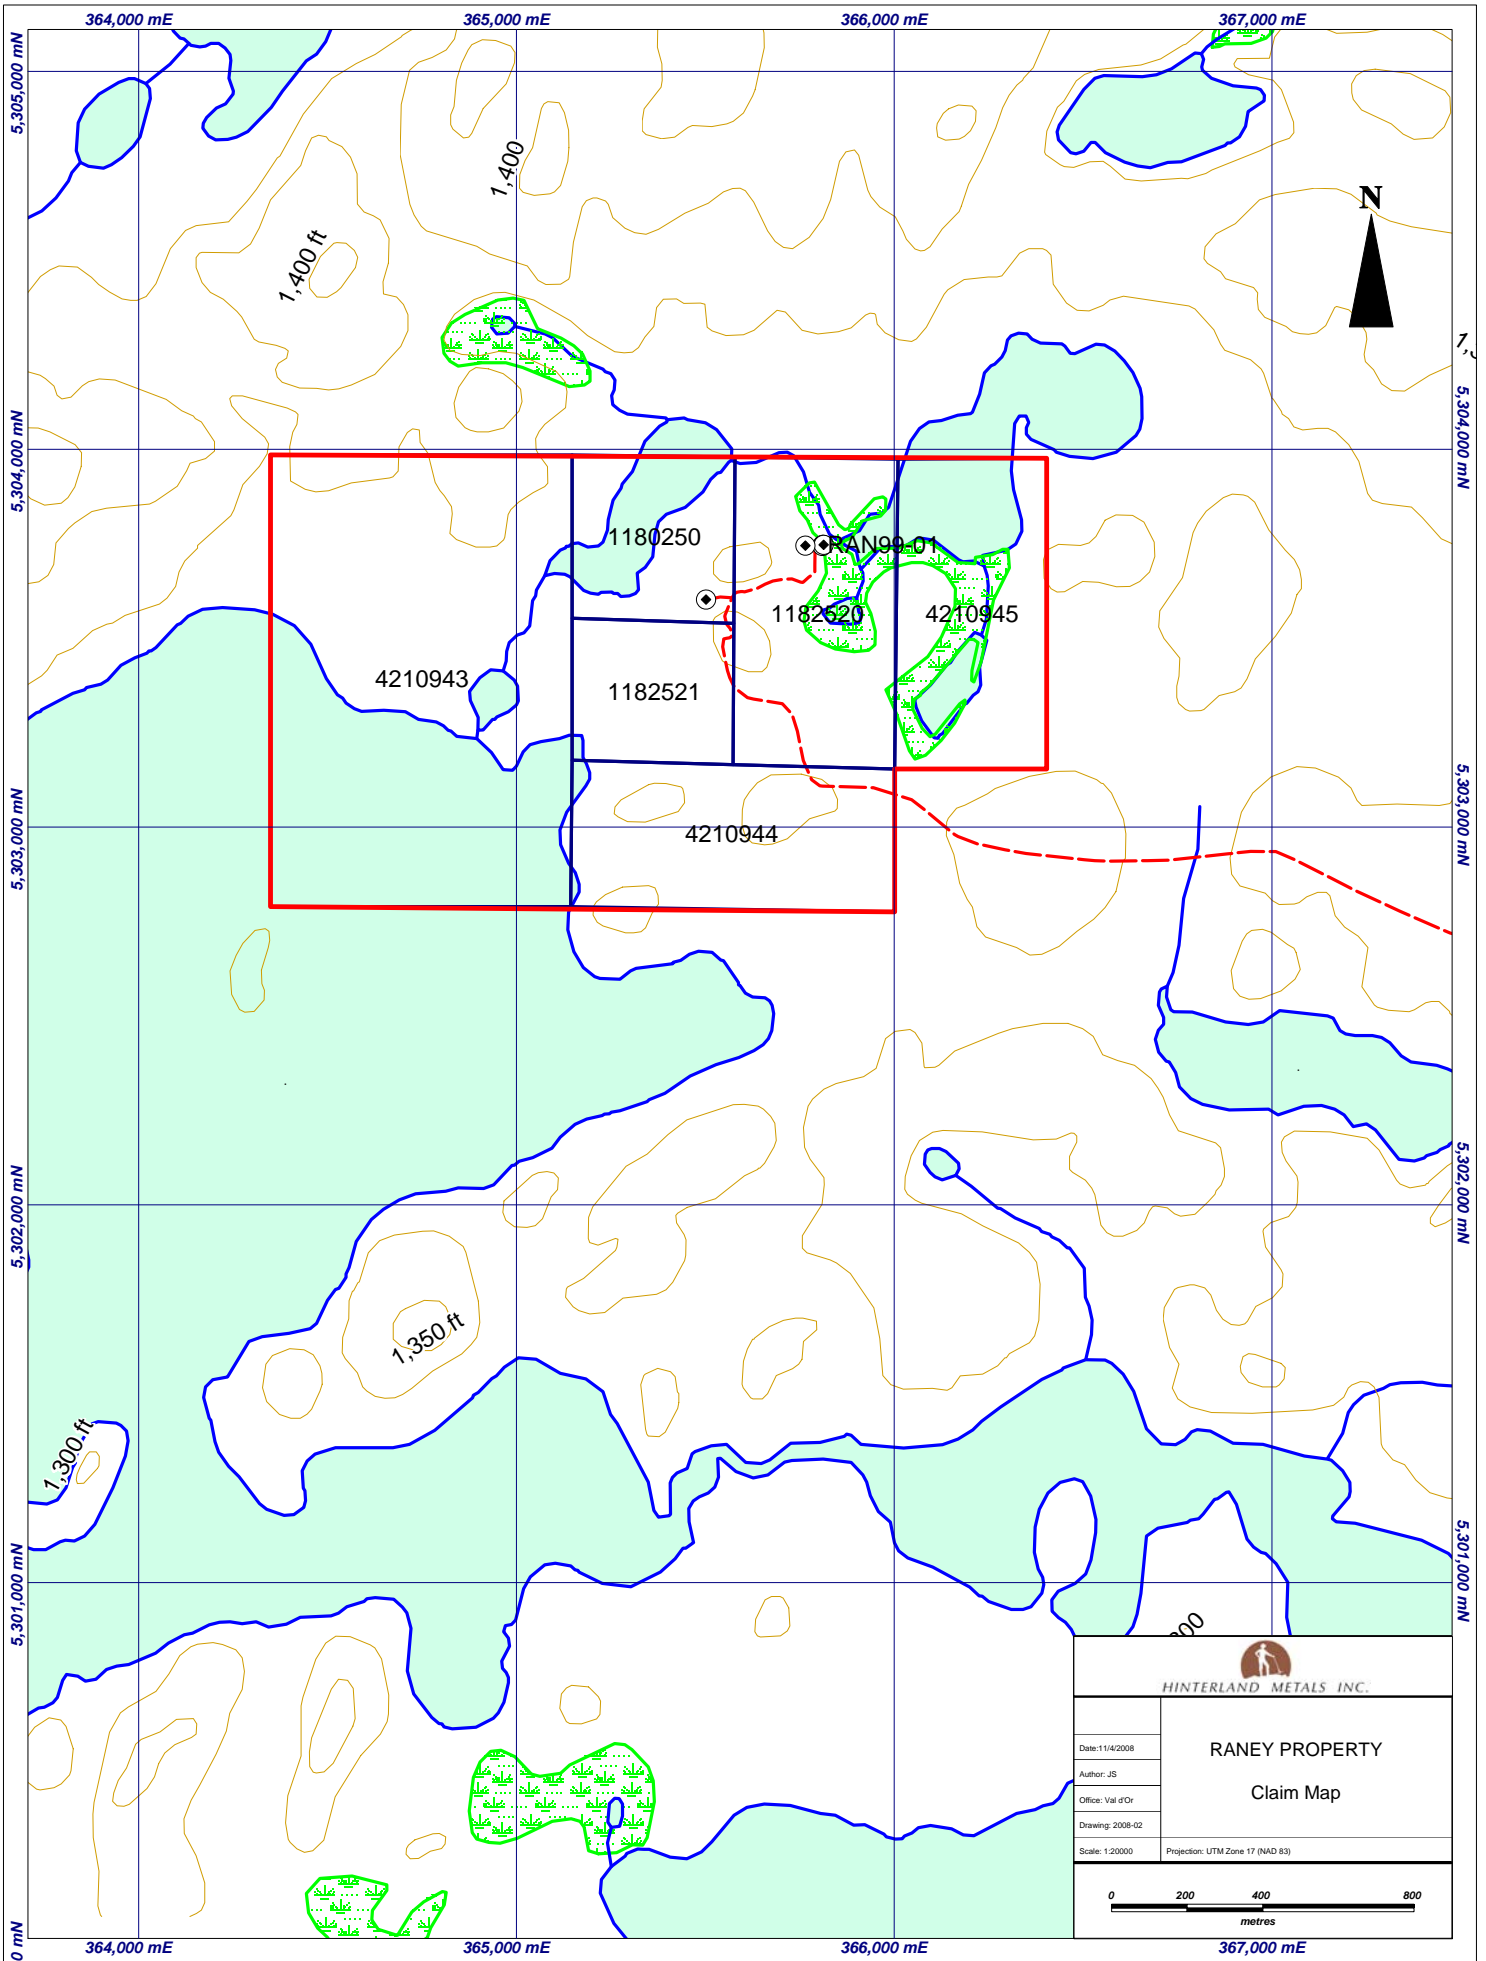 364,000 mE
365,000 mE
366,000 mE
367,000 mE
5,305,000 mN
1,400
N
1,400 ft
5,304,000 mN
5,304,000 mN
1180250
RAN99-01
1182520
4210945
4210943
1182521
5,303,000 mN
5,303,000 mN
4210944
5,302,000 mN
5,302,000 mN
1,350 ft
1,300 ft
5,301,000 mN
5,301,000 mN
HINTERLAND METALS INC.
RANEY PROPERTY
Claim Map
Date:11/4/2008
Author: JS
Office: Val d'Or
Drawing: 2008-02
Scale: 1:20000
Projection: UTM Zone 17 (NAD 83)
0 200 400 800
metres
0 mN
364,000 mE
365,000 mE
366,000 mE
367,000 mE